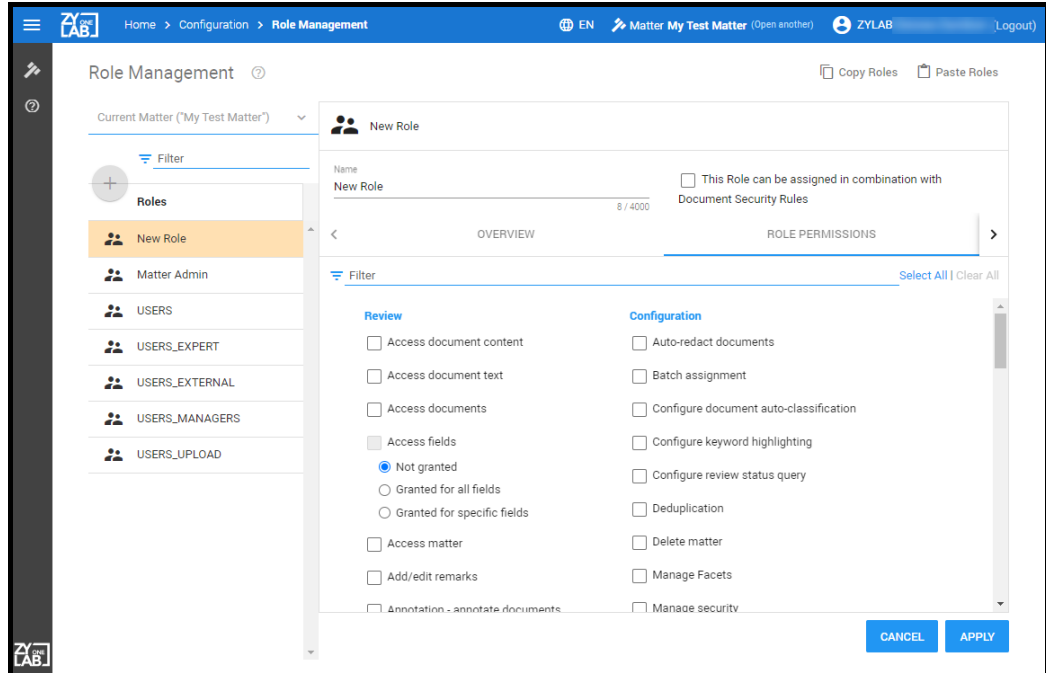 ZY ONE LAB Home > Configuration > Role Management EN Matter My Test Matter (Open another) ZYLAB (Logout)
Role Management Copy Roles Paste Roles
Current Matter ("My Test Matter")
Filter
Roles
New Role
Matter Admin
USERS
USERS_EXPERT
USERS_EXTERNAL
USERS_MANAGERS
USERS_UPLOAD
New Role
Name
New Role
8 / 4000
This Role can be assigned in combination with
Document Security Rules
OVERVIEW ROLE PERMISSIONS
Filter Select All | Clear All
Review
Access document content
Access document text
Access documents
Access fields
Not granted
Granted for all fields
Granted for specific fields
Access matter
Add/edit remarks
Annotation - annotate documents
Configuration
Auto-redact documents
Batch assignment
Configure document auto-classification
Configure keyword highlighting
Configure review status query
Deduplication
Delete matter
Manage Facets
Manage security
CANCEL APPLY
ZY ONE LAB